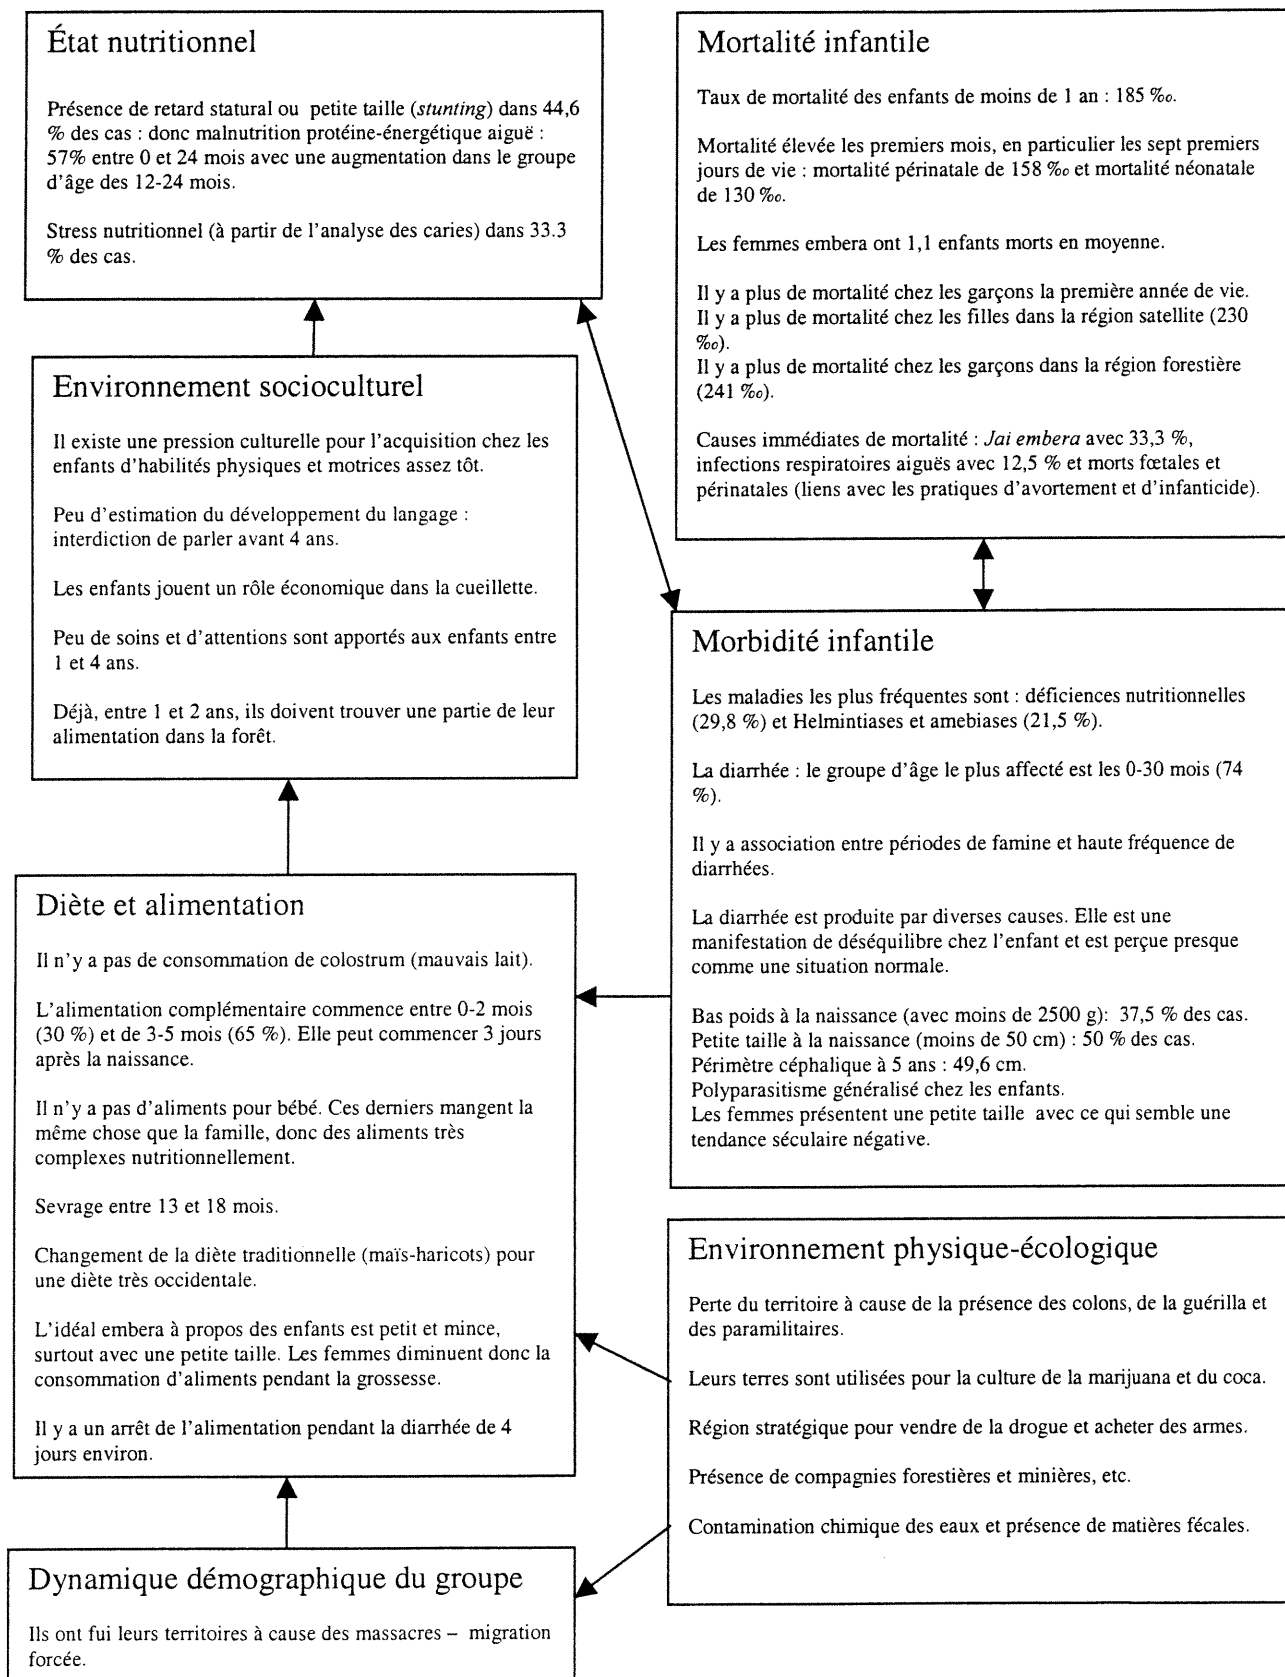 État nutritionnel
Présence de retard statural ou petite taille (stunting) dans 44,6
% des cas : donc malnutrition protéine-énergétique aiguë :
57% entre 0 et 24 mois avec une augmentation dans le groupe
d'âge des 12-24 mois.
Stress nutritionnel (à partir de l'analyse des caries) dans 33.3
% des cas.
Mortalité infantile
Taux de mortalité des enfants de moins de 1 an : 185 ‰.
Mortalité élevée les premiers mois, en particulier les sept premiers
jours de vie : mortalité périnatale de 158 ‰ et mortalité néonatale
de 130 ‰.
Les femmes embera ont 1,1 enfants morts en moyenne.
Il y a plus de mortalité chez les garçons la première année de vie.
Il y a plus de mortalité chez les filles dans la région satellite (230
‰).
Il y a plus de mortalité chez les garçons dans la région forestière
(241 ‰).
Causes immédiates de mortalité : Jai embera avec 33,3 %,
infections respiratoires aiguës avec 12,5 % et morts fœtales et
périnatales (liens avec les pratiques d'avortement et d'infanticide).
Environnement socioculturel
Il existe une pression culturelle pour l'acquisition chez les
enfants d'habilités physiques et motrices assez tôt.
Peu d'estimation du développement du langage :
interdiction de parler avant 4 ans.
Les enfants jouent un rôle économique dans la cueillette.
Peu de soins et d'attentions sont apportés aux enfants entre
1 et 4 ans.
Déjà, entre 1 et 2 ans, ils doivent trouver une partie de leur
alimentation dans la forêt.
Morbidité infantile
Les maladies les plus fréquentes sont : déficiences nutritionnelles
(29,8 %) et Helmintiases et amebiases (21,5 %).
La diarrhée : le groupe d'âge le plus affecté est les 0-30 mois (74
%).
Il y a association entre périodes de famine et haute fréquence de
diarrhées.
La diarrhée est produite par diverses causes. Elle est une
manifestation de déséquilibre chez l'enfant et est perçue presque
comme une situation normale.
Bas poids à la naissance (avec moins de 2500 g): 37,5 % des cas.
Petite taille à la naissance (moins de 50 cm) : 50 % des cas.
Périmètre céphalique à 5 ans : 49,6 cm.
Polyparasitisme généralisé chez les enfants.
Les femmes présentent une petite taille avec ce qui semble une
tendance séculaire négative.
Diète et alimentation
Il n'y a pas de consommation de colostrum (mauvais lait).
L'alimentation complémentaire commence entre 0-2 mois
(30 %) et de 3-5 mois (65 %). Elle peut commencer 3 jours
après la naissance.
Il n'y a pas d'aliments pour bébé. Ces derniers mangent la
même chose que la famille, donc des aliments très
complexes nutritionnellement.
Sevrage entre 13 et 18 mois.
Changement de la diète traditionnelle (maïs-haricots) pour
une diète très occidentale.
L'idéal embera à propos des enfants est petit et mince,
surtout avec une petite taille. Les femmes diminuent donc la
consommation d'aliments pendant la grossesse.
Il y a un arrêt de l'alimentation pendant la diarrhée de 4
jours environ.
Environnement physique-écologique
Perte du territoire à cause de la présence des colons, de la guérilla et
des paramilitaires.
Leurs terres sont utilisées pour la culture de la marijuana et du coca.
Région stratégique pour vendre de la drogue et acheter des armes.
Présence de compagnies forestières et minières, etc.
Contamination chimique des eaux et présence de matières fécales.
Dynamique démographique du groupe
Ils ont fui leurs territoires à cause des massacres – migration
forcée.